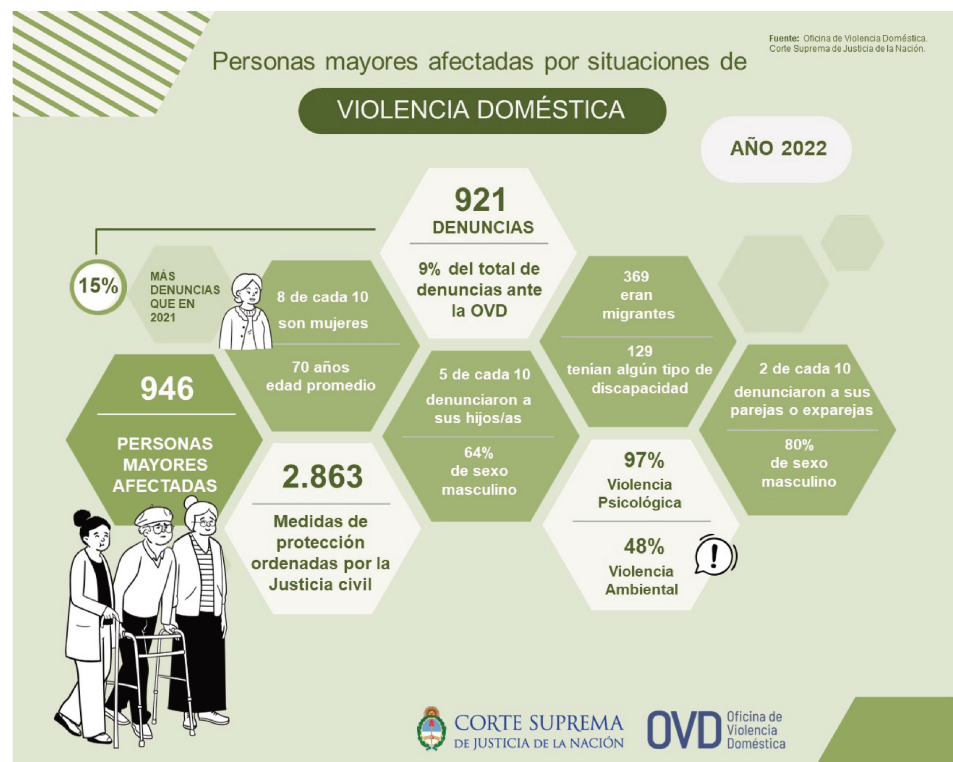 Fuente: Oficina de Violencia Doméstica.
Corte Suprema de Justicia de la Nación.
Personas mayores afectadas por situaciones de
VIOLENCIA DOMÉSTICA
AÑO 2022
921
DENUNCIAS
9% del total de
denuncias ante
la OVD
15%
MÁS
DENUNCIAS
QUE EN
2021
8 de cada 10
son mujeres
70 años
edad promedio
369
eran
migrantes
129
tenían algún tipo de
discapacidad
946
PERSONAS
MAYORES
AFECTADAS
5 de cada 10
denunciaron a
sus hijos/as
64%
de sexo
masculino
2 de cada 10
denunciaron a sus
parejas o exparejas
80%
de sexo
masculino
2.863
Medidas de
protección
ordenadas por la
Justicia civil
97%
Violencia
Psicológica
48%
Violencia
Ambiental
!
CORTE SUPREMA
DE JUSTICIA DE LA NACIÓN
OVD
Oficina de
Violencia
Doméstica